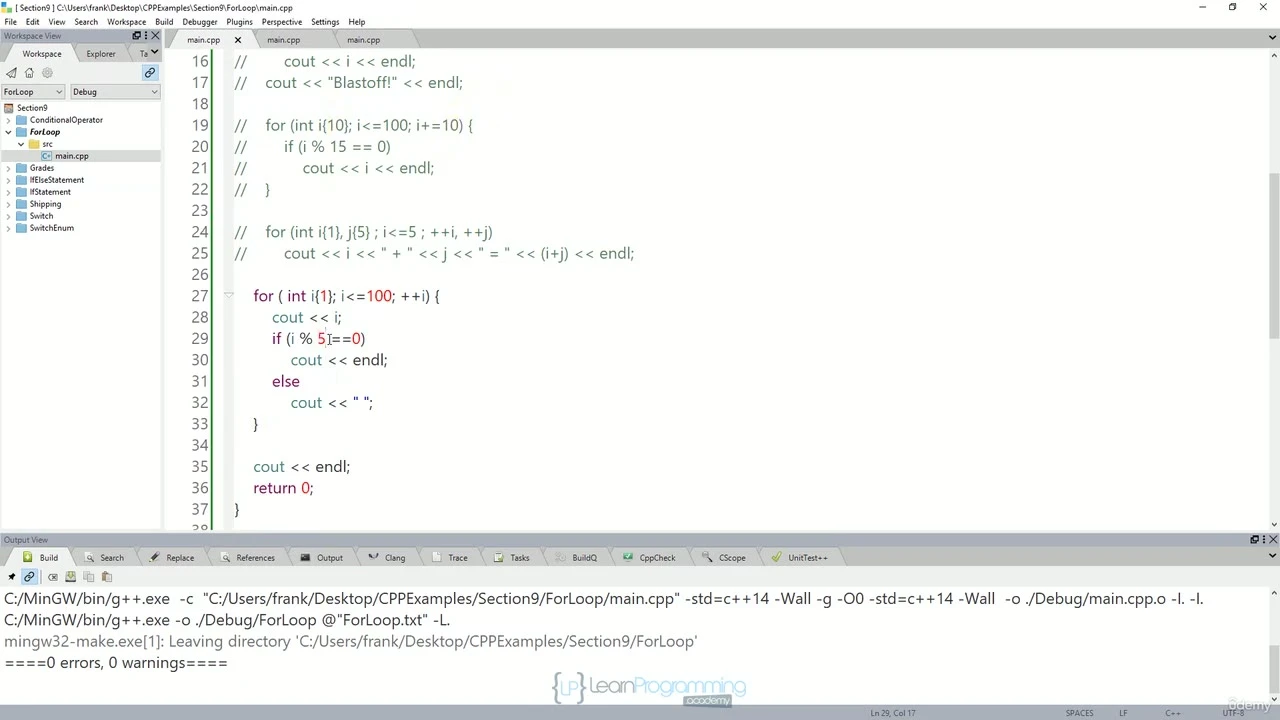 [ Section9 ] C:\Users\frank\Desktop\CPPExamples\Section9\ForLoop\main.cpp
File Edit View Search Workspace Build Debugger Plugins Perspective Settings Help
Workspace View
main.cpp main.cpp main.cpp
Workspace Explorer Ta
ForLoop Debug
Section9
ConditionalOperator
ForLoop
src
main.cpp
Grades
IfElseStatement
IfStatement
Shipping
Switch
SwitchEnum
16 // cout << i << endl;
17 // cout << "Blastoff!" << endl;
18
19 // for (int i{10}; i<=100; i+=10) {
20 // if (i % 15 == 0)
21 // cout << i << endl;
22 // }
23
24 // for (int i{1}, j{5} ; i<=5 ; ++i, ++j)
25 // cout << i << " + " << j << " = " << (i+j) << endl;
26
27 for ( int i{1}; i<=100; ++i) {
28 cout << i;
29 if (i % 5 ==0)
30 cout << endl;
31 else
32 cout << " ";
33 }
34
35 cout << endl;
36 return 0;
37 }
38
Output View
Build Search Replace References Output Clang Trace Tasks BuildQ CppCheck CScope UnitTest++
C:/MinGW/bin/g++.exe -c "C:/Users/frank/Desktop/CPPExamples/Section9/ForLoop/main.cpp" -std=c++14 -Wall -g -O0 -std=c++14 -Wall -o ./Debug/main.cpp.o -I. -I.
C:/MinGW/bin/g++.exe -o ./Debug/ForLoop @"ForLoop.txt" -L.
mingw32-make.exe[1]: Leaving directory 'C:/Users/frank/Desktop/CPPExamples/Section9/ForLoop'
====0 errors, 0 warnings====
{LP} LearnProgramming
academy
Ln 29, Col 17 SPACES LF C++ UTF-8
ûdemy